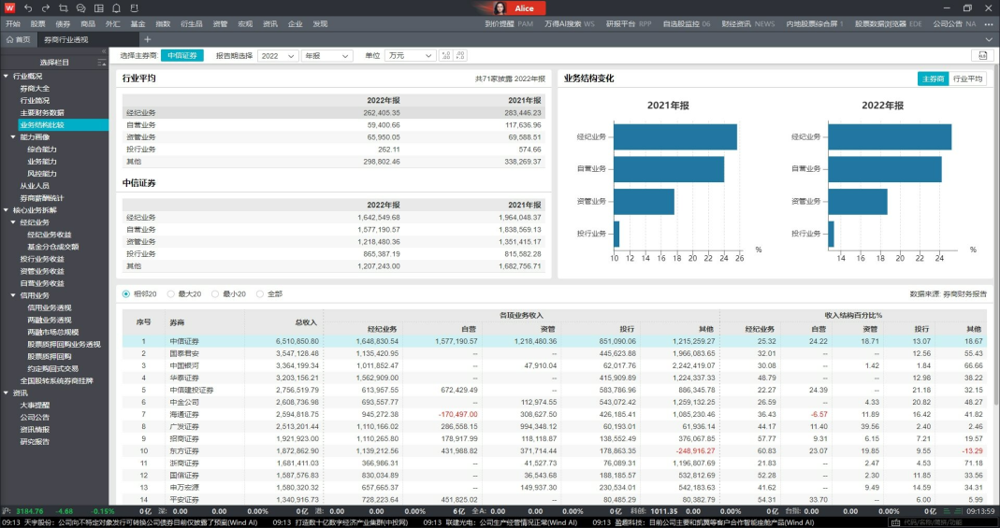 Alice
开始 股票 债券 商品 外汇 基金 指数 衍生品 资管 宏观 资讯 企业 发现 到价提醒 PAM 万得AI搜索 WS 研报平台 RPP 自选股监控 06 财经资讯 NEWS 内地股票综合屏 1 股票数据浏览器 EDE 公司公告 NA
首页 券商行业透视 +
选择栏目
行业概况
券商大全
行业简况
主要财务数据
业务结构比较
能力画像
综合能力
业务能力
风控能力
从业人员
券商薪酬统计
核心业务拆解
经纪业务
经纪业务收益
基金分仓成交额
投行业务收益
资管业务收益
自营业务收益
信用业务
信用业务透视
两融业务透视
两融市场总规模
股票质押回购业务透视
股票质押回购
约定购回式交易
全国股转系统券商挂牌
资讯
大事提醒
公司公告
资讯情报
研究报告
选择主券商: 中信证券 报告期选择 2022 年报 单位 万元
行业平均 共71家披露 2022年报
2022年报 2021年报
经纪业务 262,405.35 283,446.23
自营业务 59,400.66 117,636.96
资管业务 65,950.05 69,588.51
投行业务 262.11 574.66
其他 298,802.46 338,269.37
中信证券
2022年报 2021年报
经纪业务 1,642,549.68 1,964,048.37
自营业务 1,577,190.57 1,838,569.13
资管业务 1,218,480.36 1,351,415.17
投行业务 865,387.19 815,582.28
其他 1,207,243.00 1,682,756.71
业务结构变化 主券商 行业平均
2021年报
经纪业务
自营业务
资管业务
投行业务
10 12 14 16 18 20 22 24 26 %
2022年报
经纪业务
自营业务
资管业务
投行业务
14 16 18 20 22 24 %
相邻20 最大20 最小20 全部 数据来源: 券商财务报告
序号 券商 总收入 各项业务收入 收入结构百分比%
经纪业务 自营 资管 投行 其他 经纪业务 自营 资管 投行 其他
1 中信证券 6,510,850.80 1,648,830.54 1,577,190.57 1,218,480.36 851,090.06 1,215,259.27 25.32 24.22 18.71 13.07 18.67
2 国泰君安 3,547,128.48 1,135,420.95 -- -- 445,623.88 1,966,083.65 32.01 -- -- 12.56 55.43
3 中国银河 3,364,199.34 1,011,852.47 -- 47,910.04 62,017.76 2,242,419.07 30.08 -- 1.42 1.84 66.66
4 华泰证券 3,203,156.21 1,562,909.00 -- -- 415,909.89 1,224,337.33 48.79 -- -- 12.98 38.22
5 中信建投证券 2,756,519.79 613,957.55 672,429.49 -- 583,786.96 886,345.78 22.27 24.39 -- 21.18 32.15
6 中金公司 2,608,736.98 693,557.77 -- 112,974.55 543,072.42 1,259,132.25 26.59 -- 4.33 20.82 48.27
7 海通证券 2,594,818.75 945,272.38 -170,497.00 308,627.50 426,185.41 1,085,230.46 36.43 -6.57 11.89 16.42 41.82
8 广发证券 2,513,201.44 1,110,166.02 286,558.15 994,348.12 60,193.01 61,936.14 44.17 11.40 39.56 2.40 2.46
9 招商证券 1,921,923.00 1,110,265.80 178,917.99 118,118.87 138,552.49 376,067.85 57.77 9.31 6.15 7.21 19.57
10 东方证券 1,872,862.90 1,139,212.56 431,988.82 371,714.44 178,863.35 -248,916.27 60.83 23.07 19.85 9.55 -13.29
11 浙商证券 1,681,411.03 366,986.31 -- 41,527.73 76,089.31 1,196,807.69 21.83 -- 2.47 4.53 71.18
12 国信证券 1,587,576.83 830,034.89 -- 36,543.68 188,185.57 532,812.69 52.28 -- 2.30 11.85 33.56
13 申万宏源 1,580,320.32 657,665.37 -- 149,937.30 230,534.01 542,183.63 41.62 -- 9.49 14.59 34.31
14 平安证券 1,340,916.73 728,223.64 451,825.02 -- 80,485.29 80,382.79 54.31 33.70 -- 6.00 5.99
沪: 3184.76 -4.68 -0.15% 0亿 深: 0.00 0.00 0.00% 0亿 港: 0.00 0.00 0.00% 6亿 全A: 0.00 0.00 0.00% 0亿 科创: 1011.35 0.00 0.00% 0亿 台指: 0.00 0.00 0.00% 0亿 09:13:59
09:13 天宇股份: 公司向不特定对象发行可转换公司债券目前仅披露了预案(Wind AI) 09:13 打造数十亿数字经济产业集群(中投网) 09:13 联建光电: 公司生产经营情况正常(Wind AI) 09:13 盈趣科技: 目前公司主要和凯翼等客户合作智能座舱产品(Wind AI) 代码/名称/简拼/功能